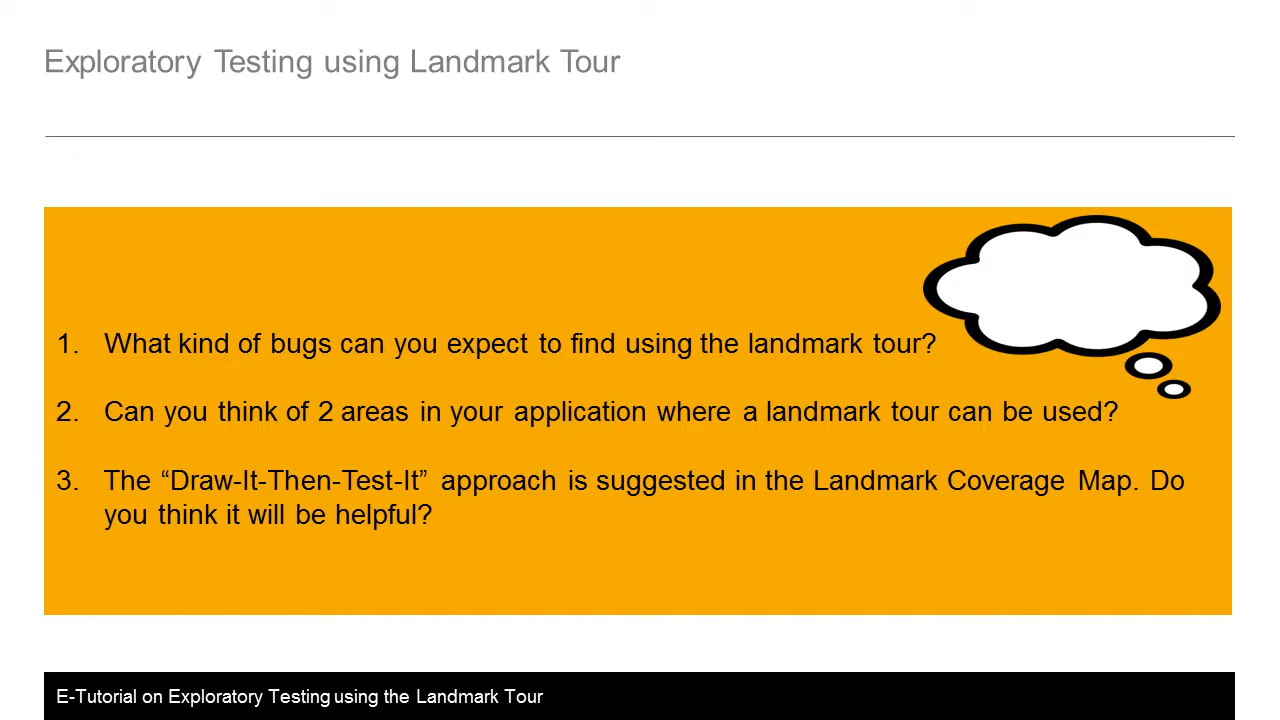 Exploratory Testing using Landmark Tour
1. What kind of bugs can you expect to find using the landmark tour?
2. Can you think of 2 areas in your application where a landmark tour can be used?
3. The “Draw-It-Then-Test-It” approach is suggested in the Landmark Coverage Map. Do
you think it will be helpful?
E-Tutorial on Exploratory Testing using the Landmark Tour